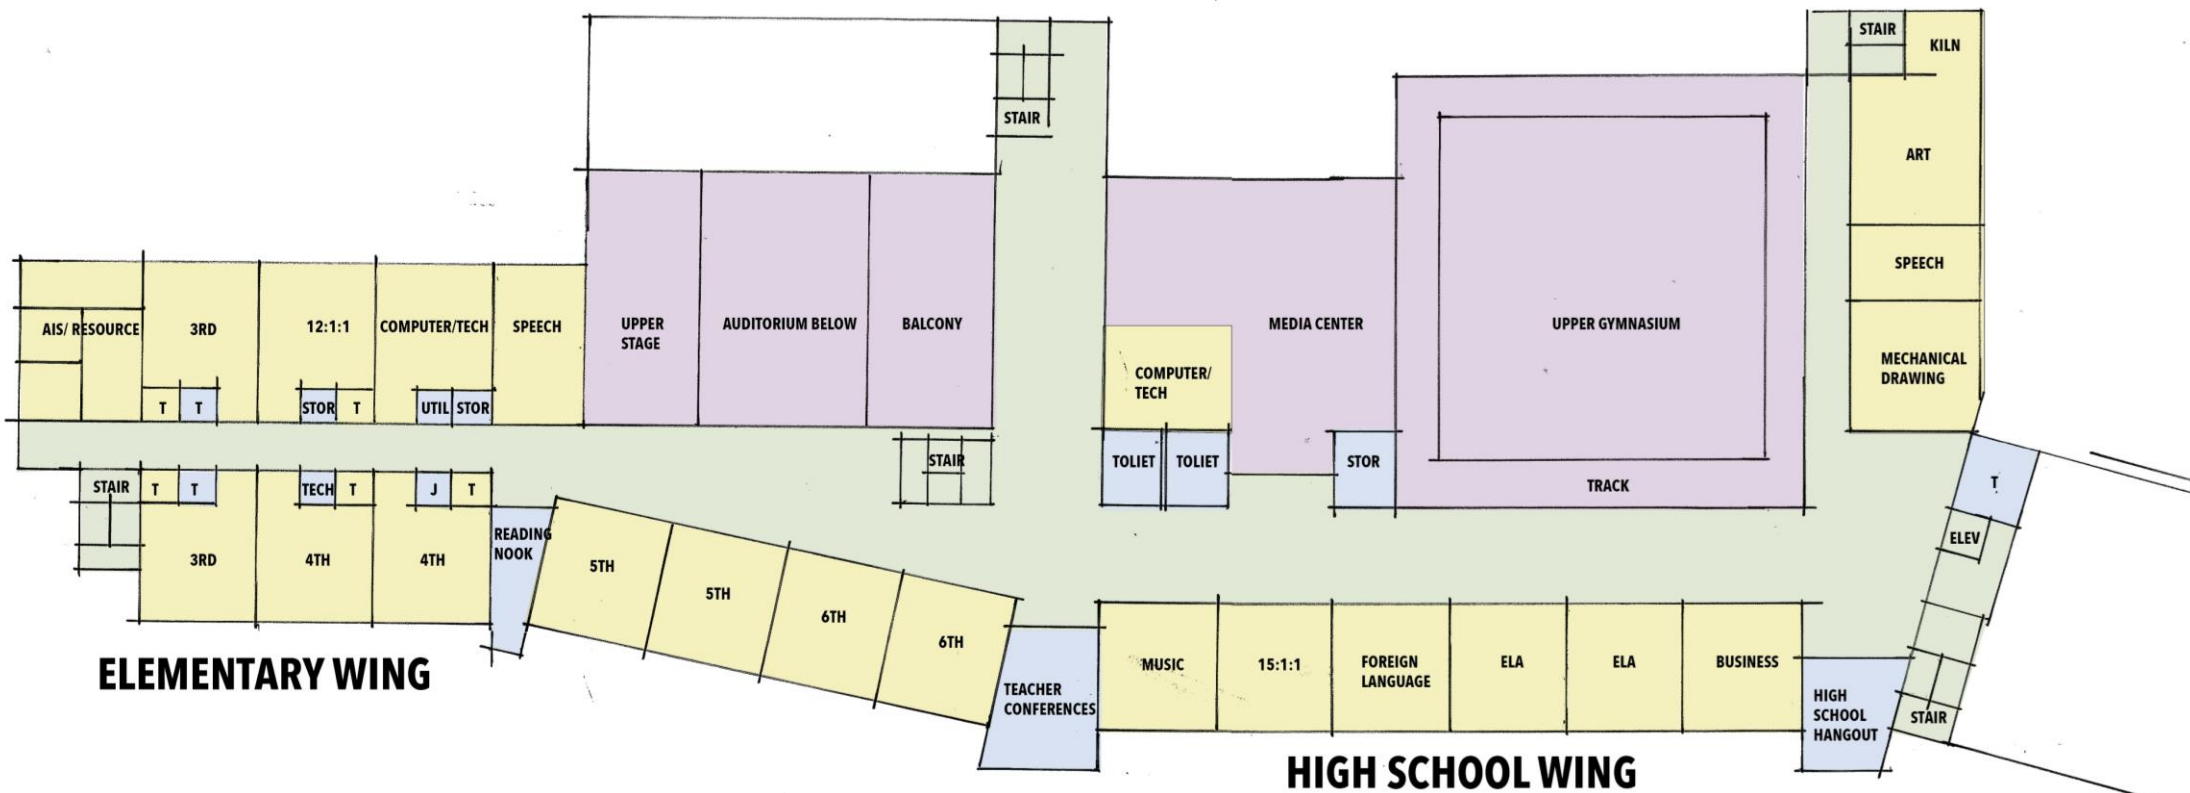 STAIR
KILN
STAIR
ART
SPEECH
AIS/ RESOURCE
3RD
12:1:1
COMPUTER/TECH
SPEECH
UPPER
STAGE
AUDITORIUM BELOW
BALCONY
MEDIA CENTER
UPPER GYMNASIUM
COMPUTER/
TECH
MECHANICAL
DRAWING
T
T
STOR
T
UTIL
STOR
STAIR
TOLIET
TOLIET
STOR
TRACK
T
STAIR
T
T
TECH
T
J
T
READING
NOOK
ELEV
3RD
4TH
4TH
5TH
5TH
6TH
6TH
ELEMENTARY WING
TEACHER
CONFERENCES
MUSIC
15:1:1
FOREIGN
LANGUAGE
ELA
ELA
BUSINESS
HIGH
SCHOOL
HANGOUT
STAIR
HIGH SCHOOL WING